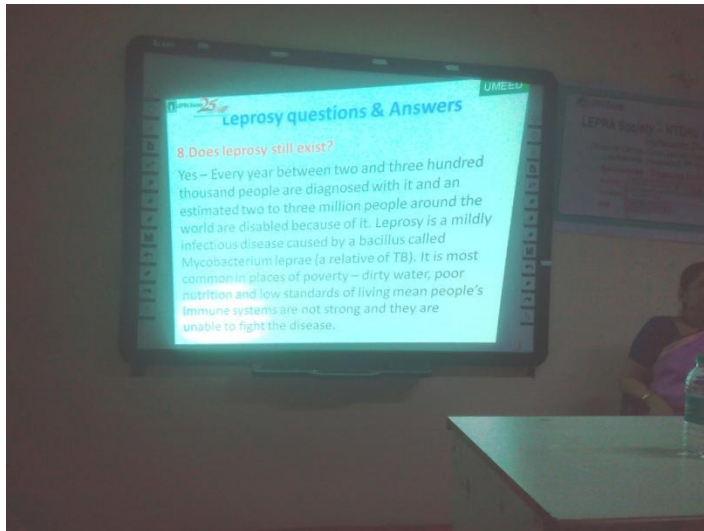 UMEED
LEPRA Society 25
Leprosy questions & Answers
8.Does leprosy still exist?
Yes – Every year between two and three hundred
thousand people are diagnosed with it and an
estimated two to three million people around the
world are disabled because of it. Leprosy is a mildly
infectious disease caused by a bacillus called
Mycobacterium leprae (a relative of TB). It is most
common in places of poverty – dirty water, poor
nutrition and low standards of living mean people's
immune systems are not strong and they are
unable to fight the disease.
LEPRA Society